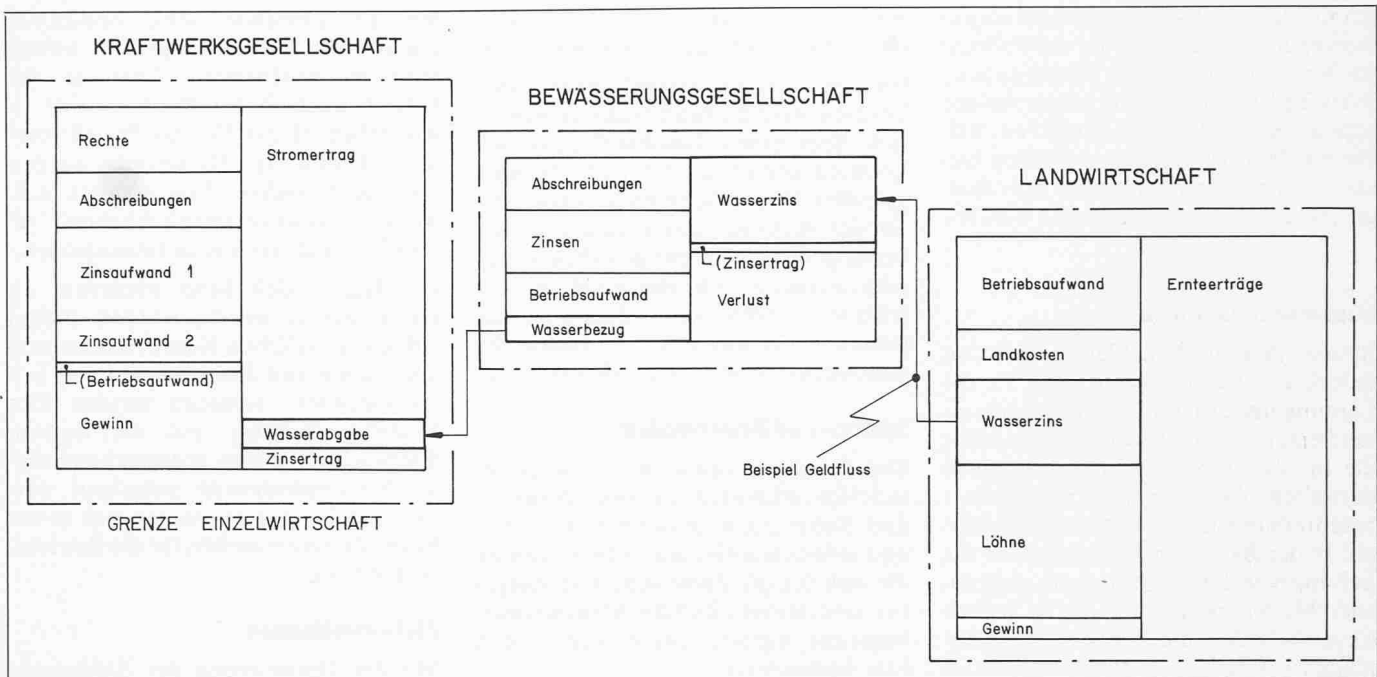 KRAFTWERKSGESELLSCHAFT
Rechte
Abschreibungen
Zinsaufwand 1
Zinsaufwand 2
(Betriebsaufwand)
Gewinn
Stromertrag
Wasserabgabe
Zinsertrag
GRENZE EINZELWIRTSCHAFT
BEWÄSSERUNGSGESELLSCHAFT
Abschreibungen
Zinsen
Betriebsaufwand
Wasserbezug
Wasserzins
(Zinsertrag)
Verlust
Beispiel Geldfluss
LANDWIRTSCHAFT
Betriebsaufwand
Landkosten
Wasserzins
Löhne
Gewinn
Ernteerträge